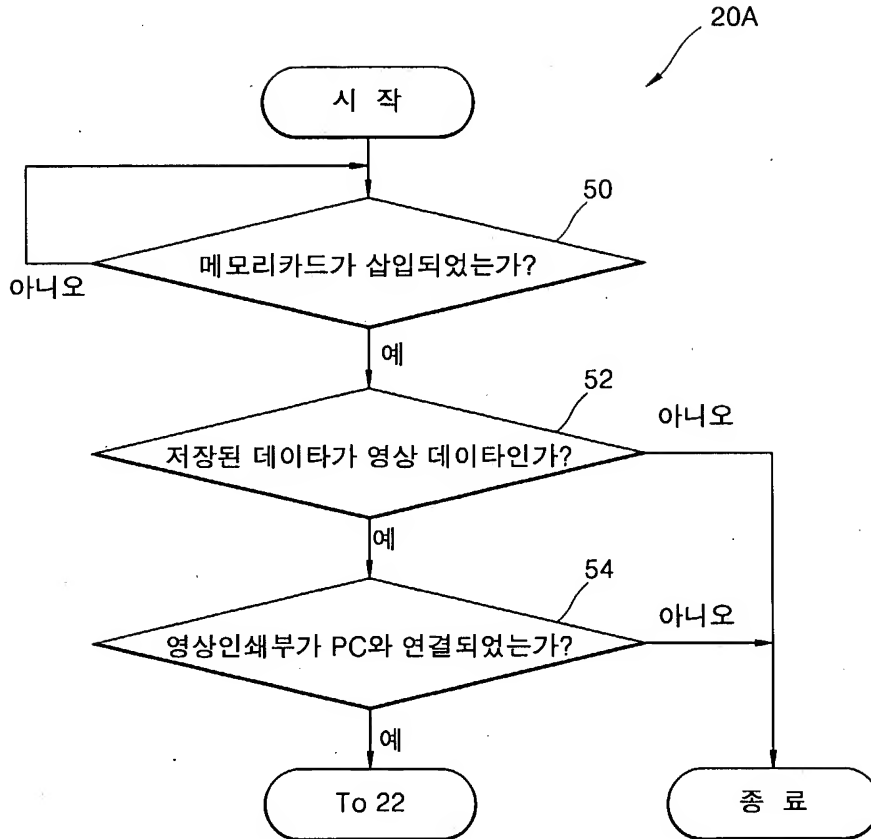 20A
시 작
50
메모리카드가 삽입되었는가?
아니오
예
52
아니오
저장된 데이타가 영상 데이타인가?
예
54
아니오
영상인쇄부가 PC와 연결되었는가?
예
To 22
종 료